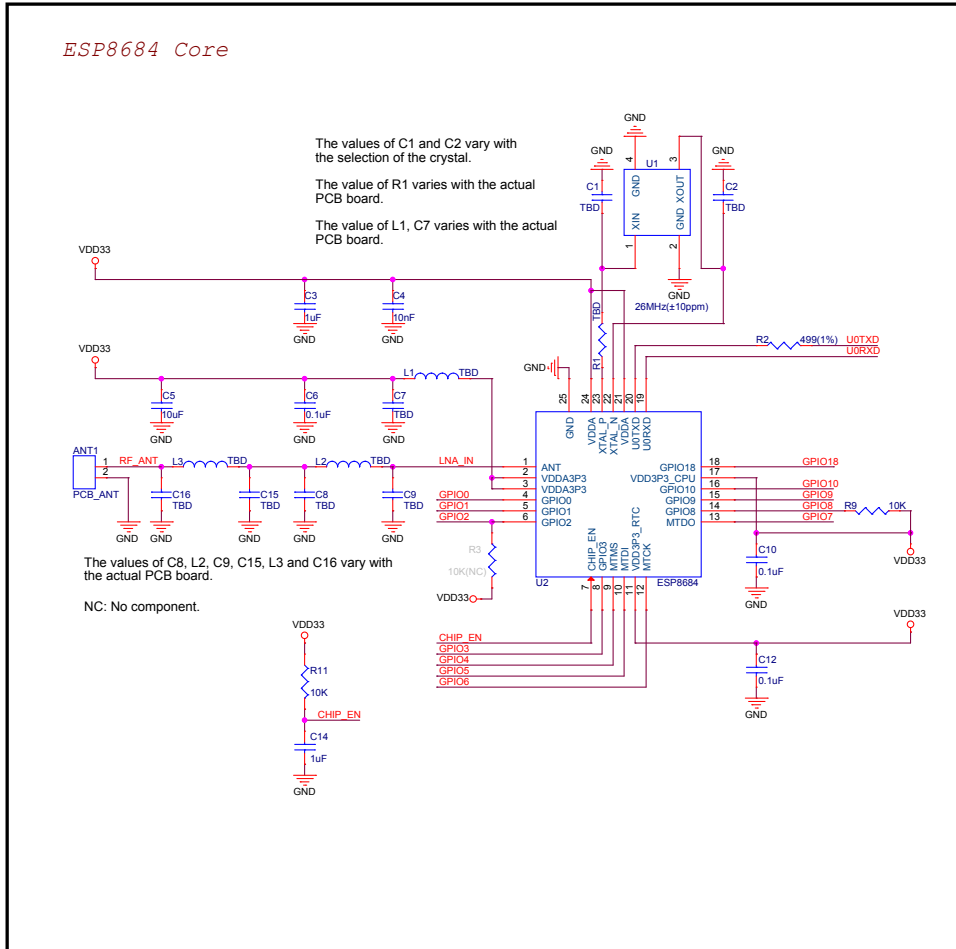 ESP8684 Core
The values of C1 and C2 vary with
the selection of the crystal.
The value of R1 varies with the actual
PCB board.
The value of L1, C7 varies with the actual
PCB board.
GND
GND
GND
4
3
U1
C1
TBD
GND
XOUT
XIN
GND
C2
TBD
1
2
GND
26MHz(±10ppm)
VDD33
C3
1uF
GND
C4
10nF
GND
TBD
R1
R2
499(1%)
U0TXD
U0RXD
VDD33
L1
TBD
GND
C5
10uF
GND
C6
0.1uF
GND
C7
TBD
GND
25
24
23
22
21
20
19
GND
VDDA
XTAL_P
XTAL_N
VDDA
U0TXD
U0RXD
ANT1
1
2
PCB_ANT
RF_ANT
L3
TBD
L2
TBD
LNA_IN
C16
TBD
GND
C15
TBD
GND
C8
TBD
GND
C9
TBD
GND
GND
1
ANT
2
VDDA3P3
3
VDDA3P3
GPIO0
4
GPIO0
GPIO1
5
GPIO1
GPIO2
6
GPIO2
GPIO18
18
GPIO18
VDD3P3_CPU
17
GPIO10
16
GPIO10
GPIO9
15
GPIO9
GPIO8
14
GPIO8
R9
10K
MTDO
13
GPIO7
CHIP_EN
GPIO3
MTMS
MTDI
VDD3P3_RTC
MTCK
7
8
9
10
11
12
U2
ESP8684
R3
10K(NC)
VDD33
C10
0.1uF
GND
VDD33
The values of C8, L2, C9, C15, L3 and C16 vary with
the actual PCB board.
NC: No component.
CHIP_EN
GPIO3
GPIO4
GPIO5
GPIO6
VDD33
C12
0.1uF
GND
VDD33
R11
10K
CHIP_EN
C14
1uF
GND